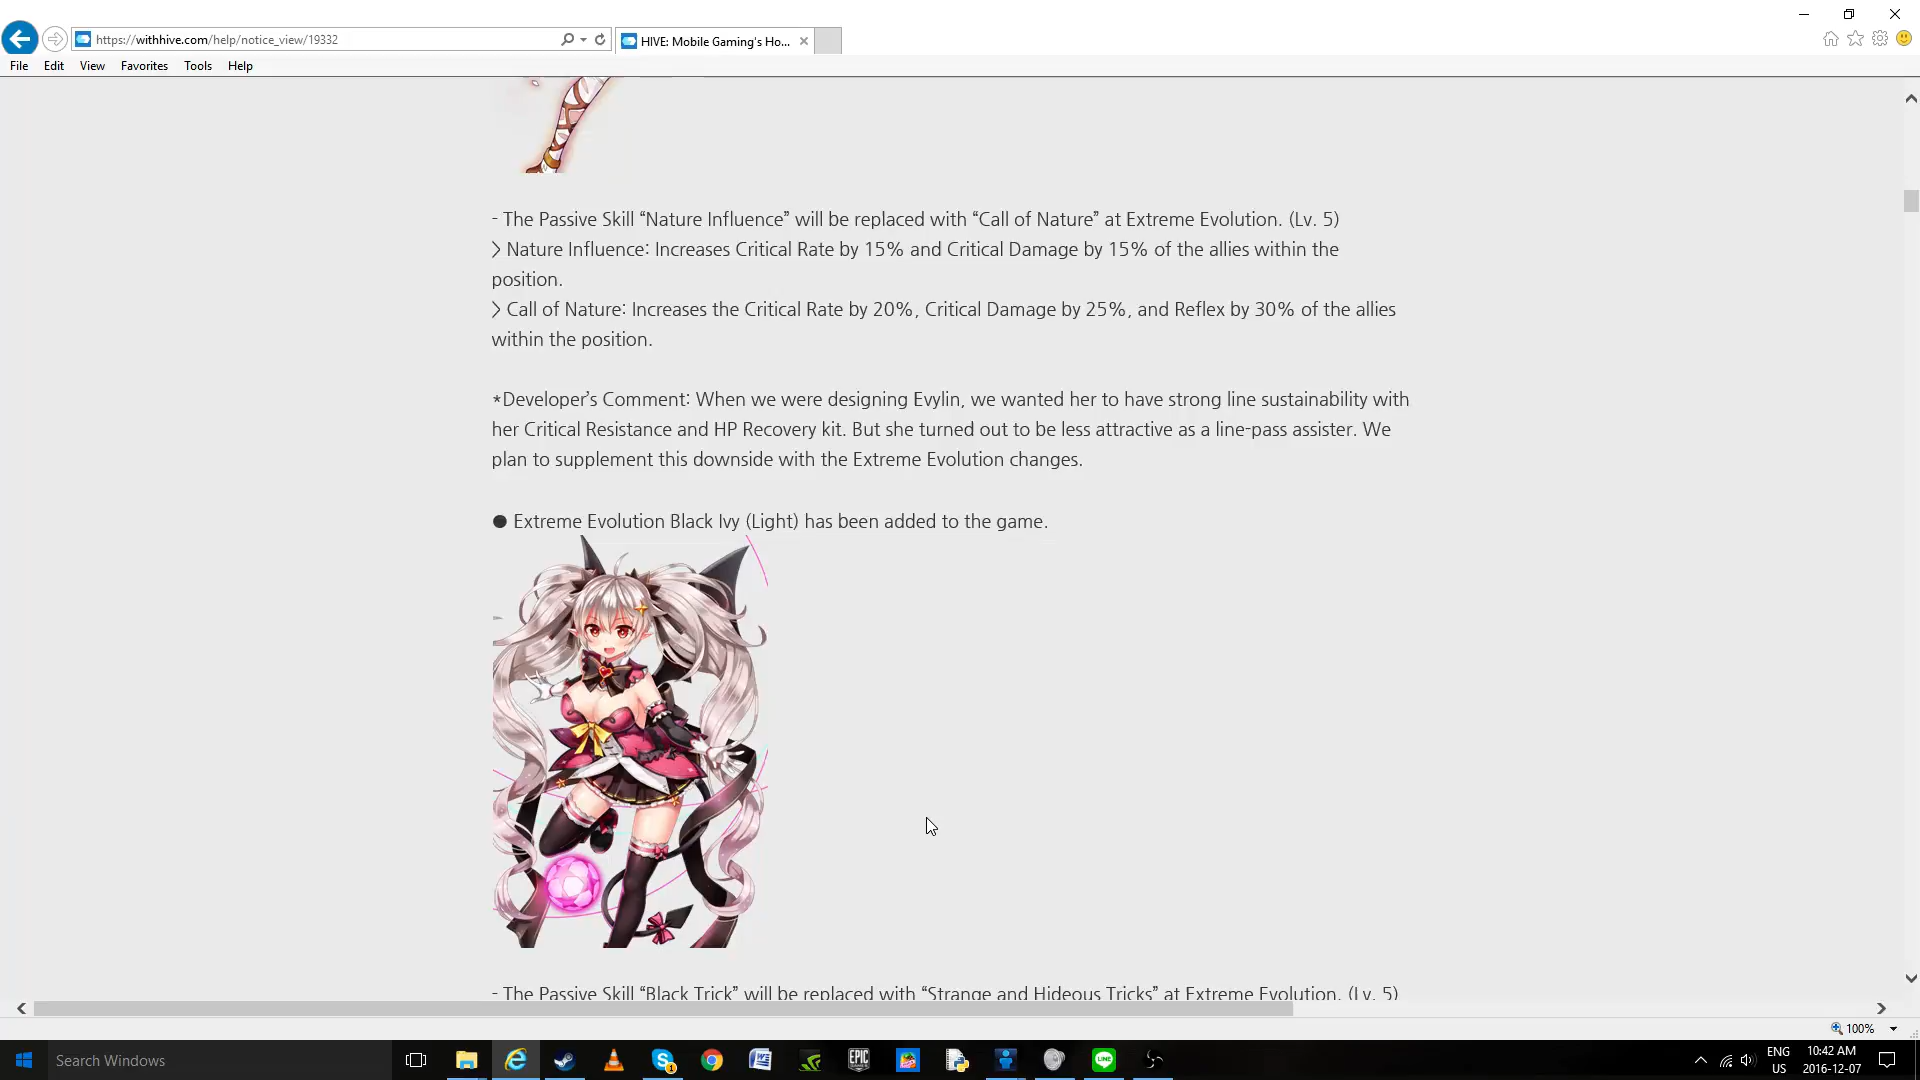 https://withhive.com/help/notice_view/19332
HIVE: Mobile Gaming's Ho...
File Edit View Favorites Tools Help
- The Passive Skill “Nature Influence” will be replaced with “Call of Nature” at Extreme Evolution. (Lv. 5)
> Nature Influence: Increases Critical Rate by 15% and Critical Damage by 15% of the allies within the
position.
> Call of Nature: Increases the Critical Rate by 20%, Critical Damage by 25%, and Reflex by 30% of the allies
within the position.
*Developer’s Comment: When we were designing Evylin, we wanted her to have strong line sustainability with
her Critical Resistance and HP Recovery kit. But she turned out to be less attractive as a line-pass assister. We
plan to supplement this downside with the Extreme Evolution changes.
● Extreme Evolution Black Ivy (Light) has been added to the game.
- The Passive Skill “Black Trick” will be replaced with “Strange and Hideous Tricks” at Extreme Evolution. (Lv. 5)
100%
Search Windows
EPIC
LINE
ENG
US
10:42 AM
2016-12-07